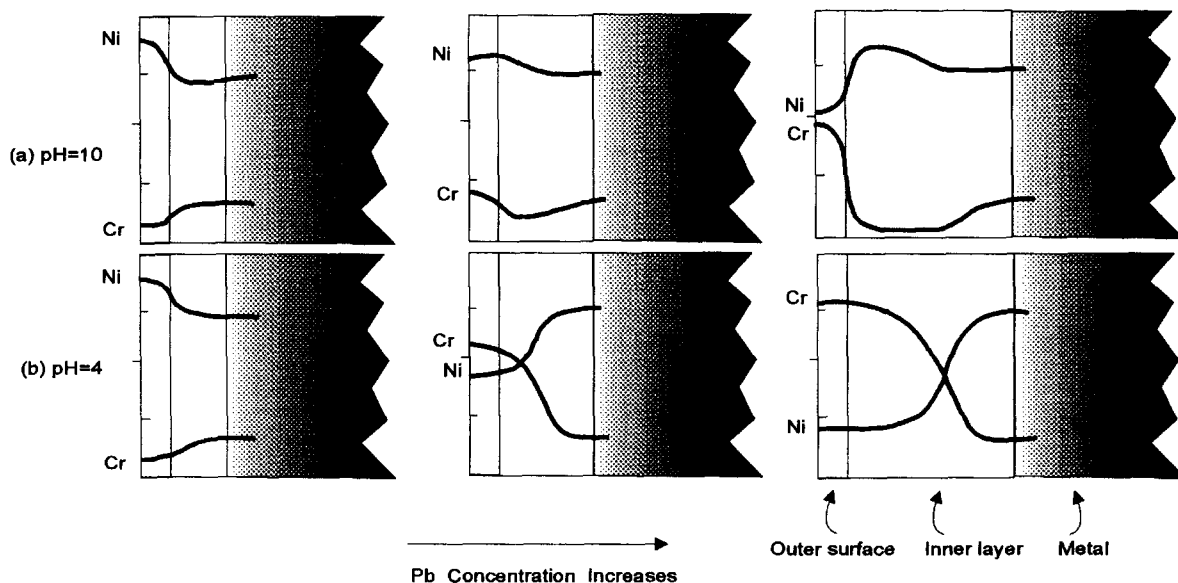 Ni
Ni
Ni
Cr
(a) pH=10
Cr
Cr
Ni
Cr
Cr
Ni
(b) pH=4
Ni
Cr
Outer surface
Inner layer
Metal
Pb Concentration Increases